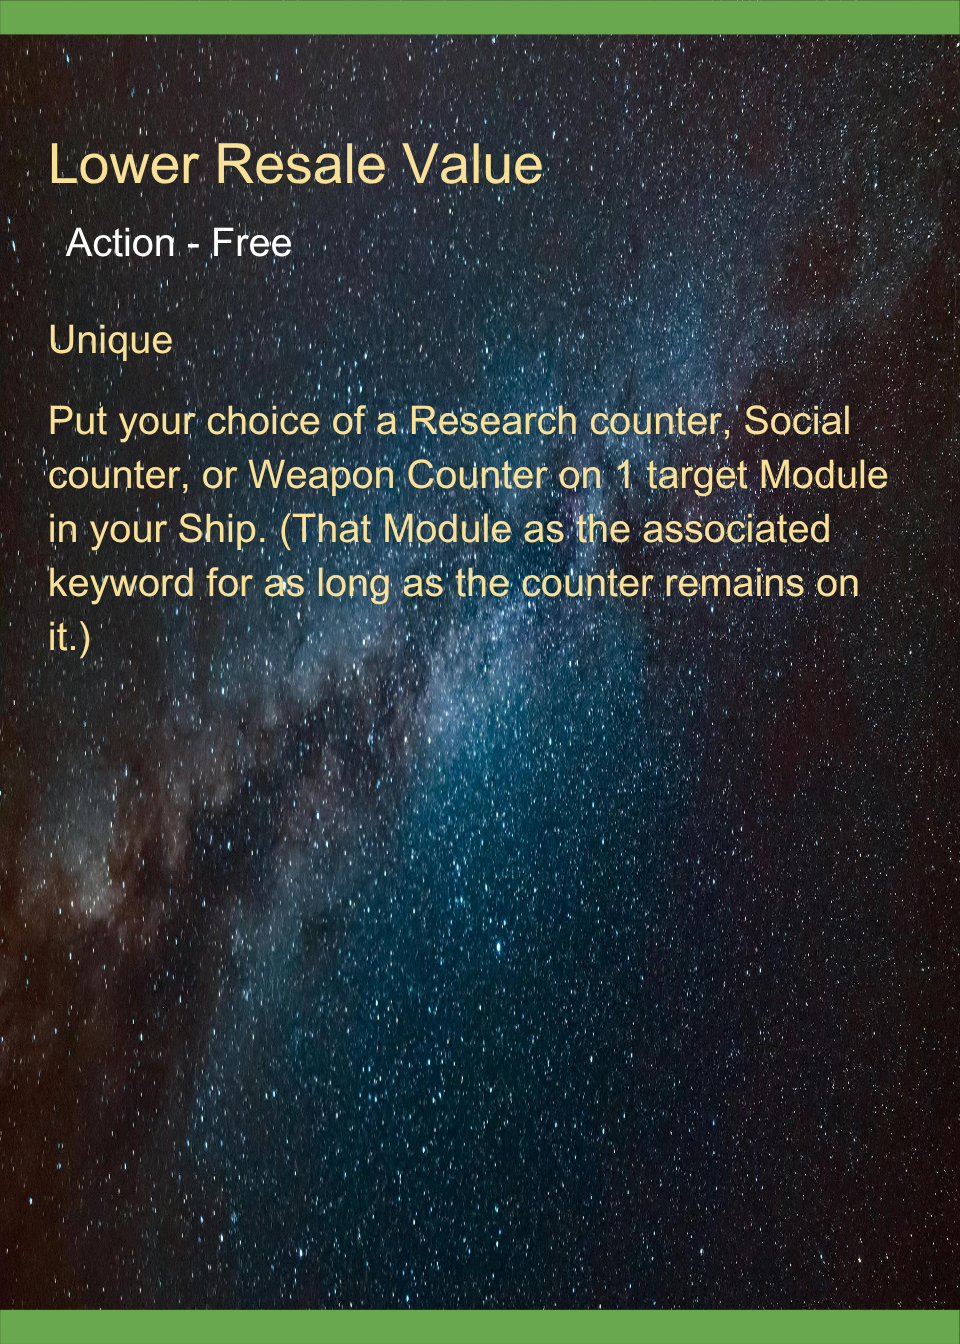 Lower Resale Value
Action - Free
Unique
Put your choice of a Research counter, Social
counter, or Weapon Counter on 1 target Module
in your Ship. (That Module as the associated
keyword for as long as the counter remains on
it.)